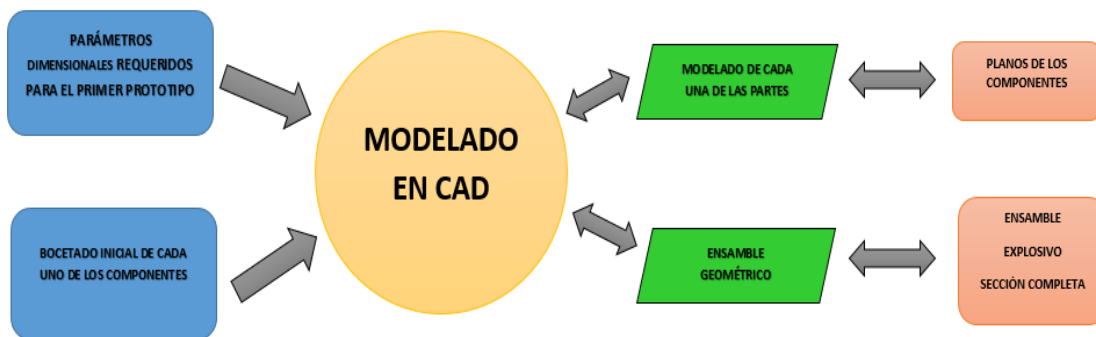 PARÁMETROS
DIMENSIONALES REQUERIDOS
PARA EL PRIMER PROTOTIPO
BOCETADO INICIAL DE CADA
UNO DE LOS COMPONENTES
MODELADO
EN CAD
MODELADO DE CADA
UNA DE LAS PARTES
ENSAMBLE
GEOMÉTRICO
PLANOS DE LOS
COMPONENTES
ENSAMBLE
EXPLOSIVO
SECCIÓN COMPLETA